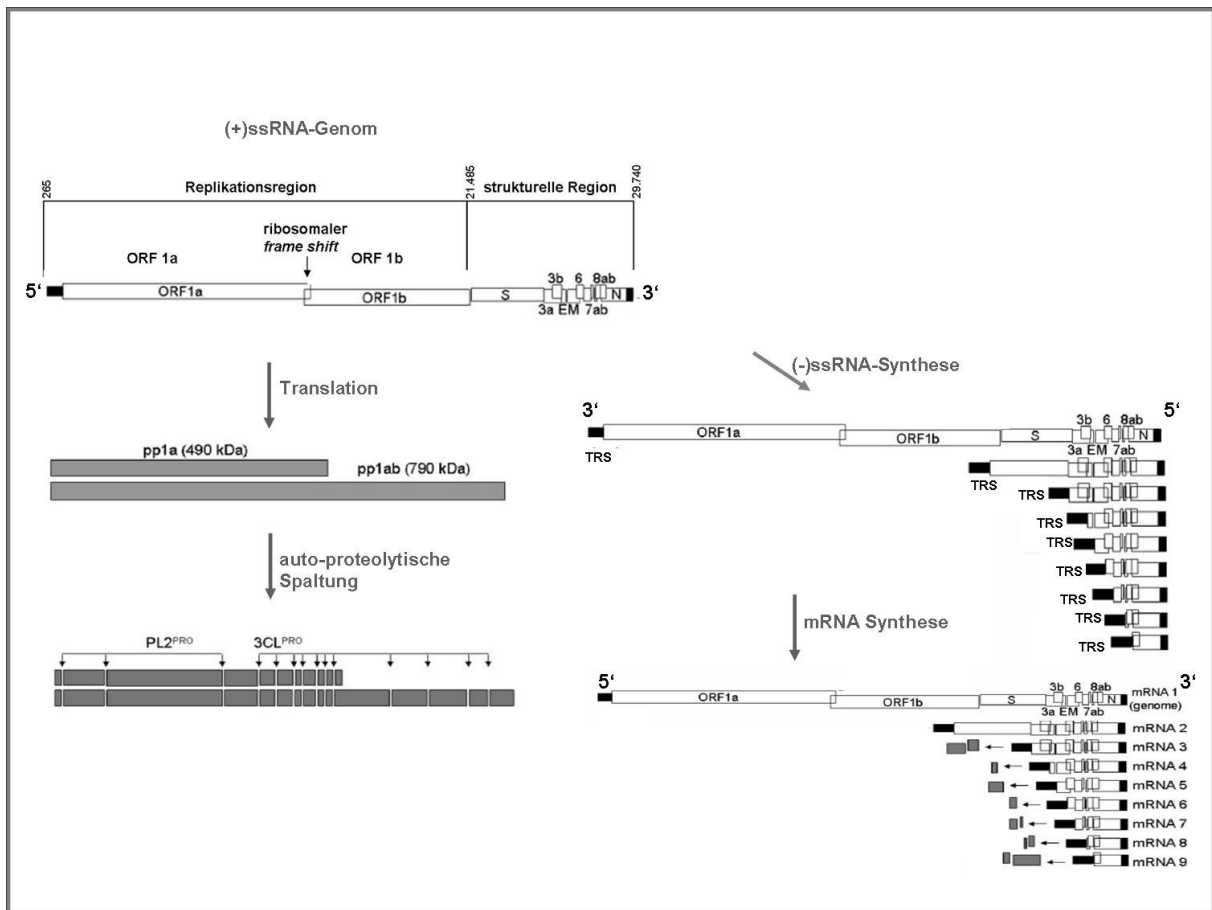 (+)ssRNA-Genom
265
21.485
29.740
Replikationsregion
strukturelle Region
ribosomaler
frame shift
ORF 1a
ORF 1b
3b 6 8ab
5‘ ORF1a ORF1b S N 3‘
3a EM 7ab
Translation
pp1a (490 kDa)
pp1ab (790 kDa)
auto-proteolytische
Spaltung
PL2PRO 3CLPRO
(-)ssRNA-Synthese
3‘ 5‘
3b 6 8ab
ORF1a ORF1b S N
3a EM 7ab
TRS
TRS
TRS
TRS
TRS
TRS
TRS
TRS
TRS
mRNA Synthese
5‘ 3‘
3b 6 8ab
ORF1a ORF1b S N mRNA 1
(genome)
3a EM 7ab
mRNA 2
mRNA 3
mRNA 4
mRNA 5
mRNA 6
mRNA 7
mRNA 8
mRNA 9